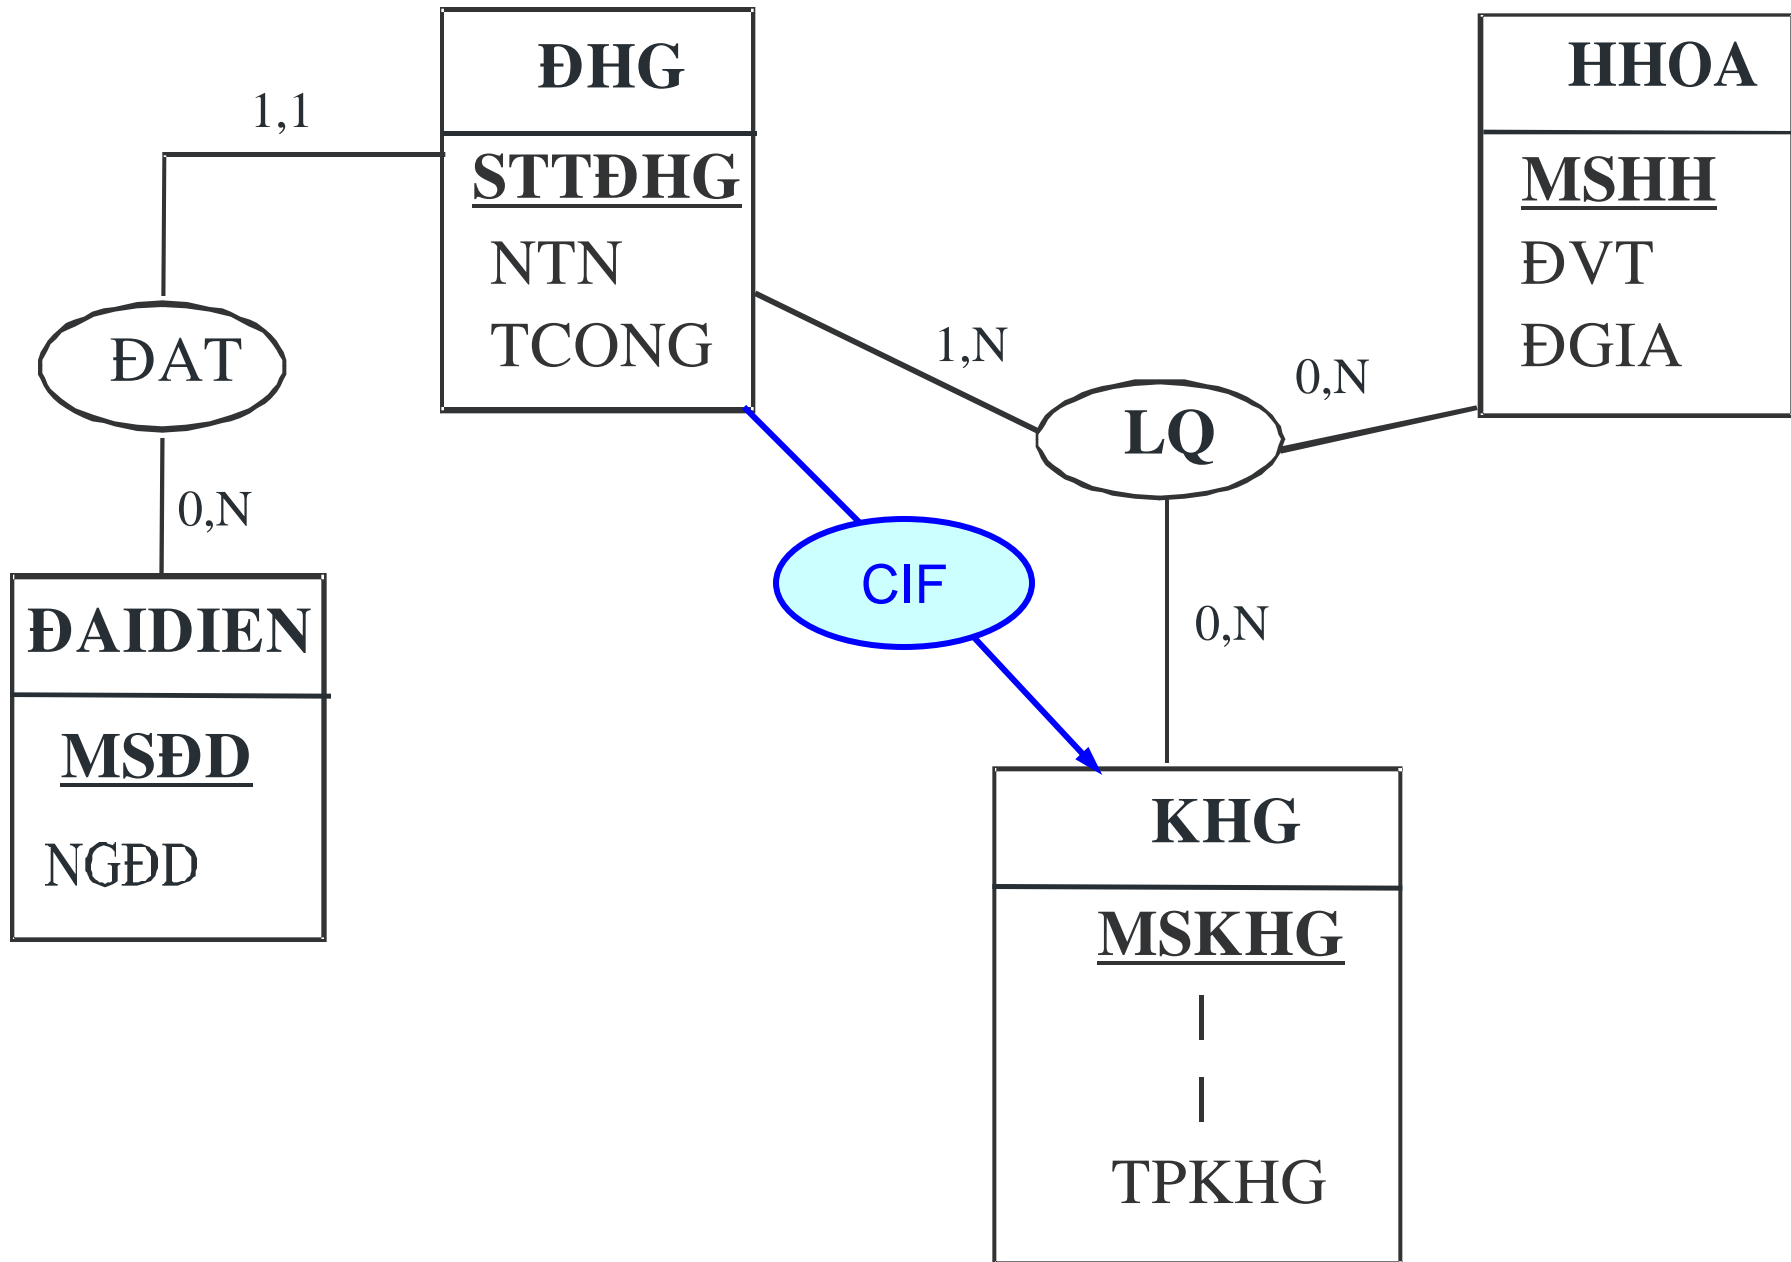 ĐHG
STTĐHG
NTN
TCONG
HHOA
MSHH
ĐVT
ĐGIA
1,1
ĐAT
0,N
ĐAIDIEN
MSĐD
NGĐD
1,N
LQ
0,N
CIF
0,N
KHG
MSKHG
|
|
TPKHG